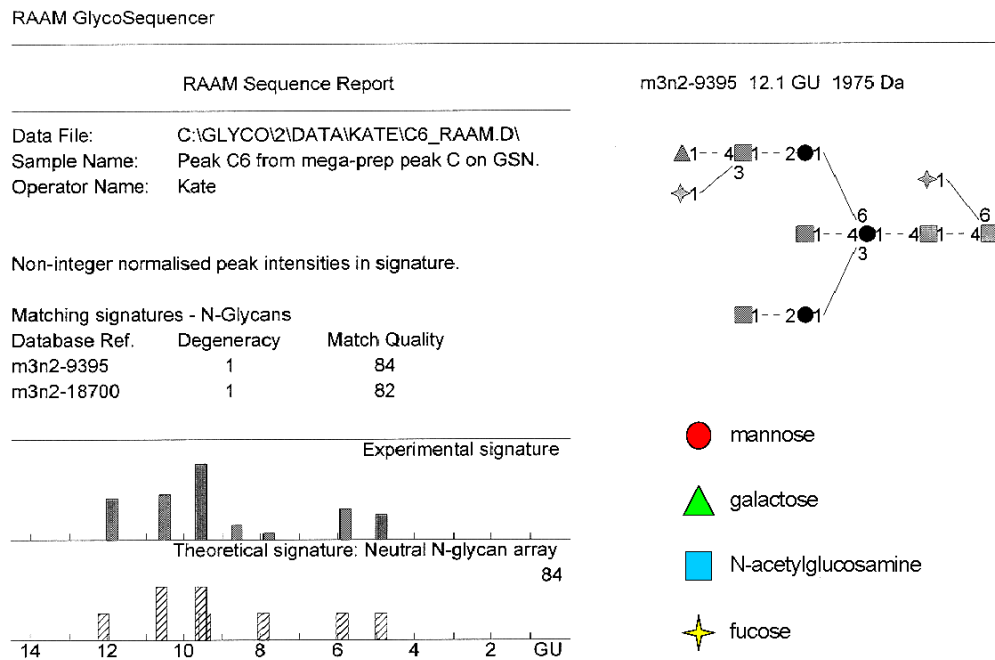 RAAM GlycoSequencer
RAAM Sequence Report
Data File: C:\GLYCO\2\DATA\KATE\C6_RAAM.D\
Sample Name: Peak C6 from mega-prep peak C on GSN.
Operator Name: Kate
Non-integer normalised peak intensities in signature.
Matching signatures - N-Glycans
Database Ref. Degeneracy Match Quality
m3n2-9395 1 84
m3n2-18700 1 82
Experimental signature
Theoretical signature: Neutral N-glycan array
84
14 12 10 8 6 4 2 GU
m3n2-9395 12.1 GU 1975 Da
1 - - 4 1 - - 2 1
3
1 1
6 6
1 - - 4 1 - - 4 1 - - 4
3
1 - - 2 1
mannose
galactose
N-acetylglucosamine
fucose